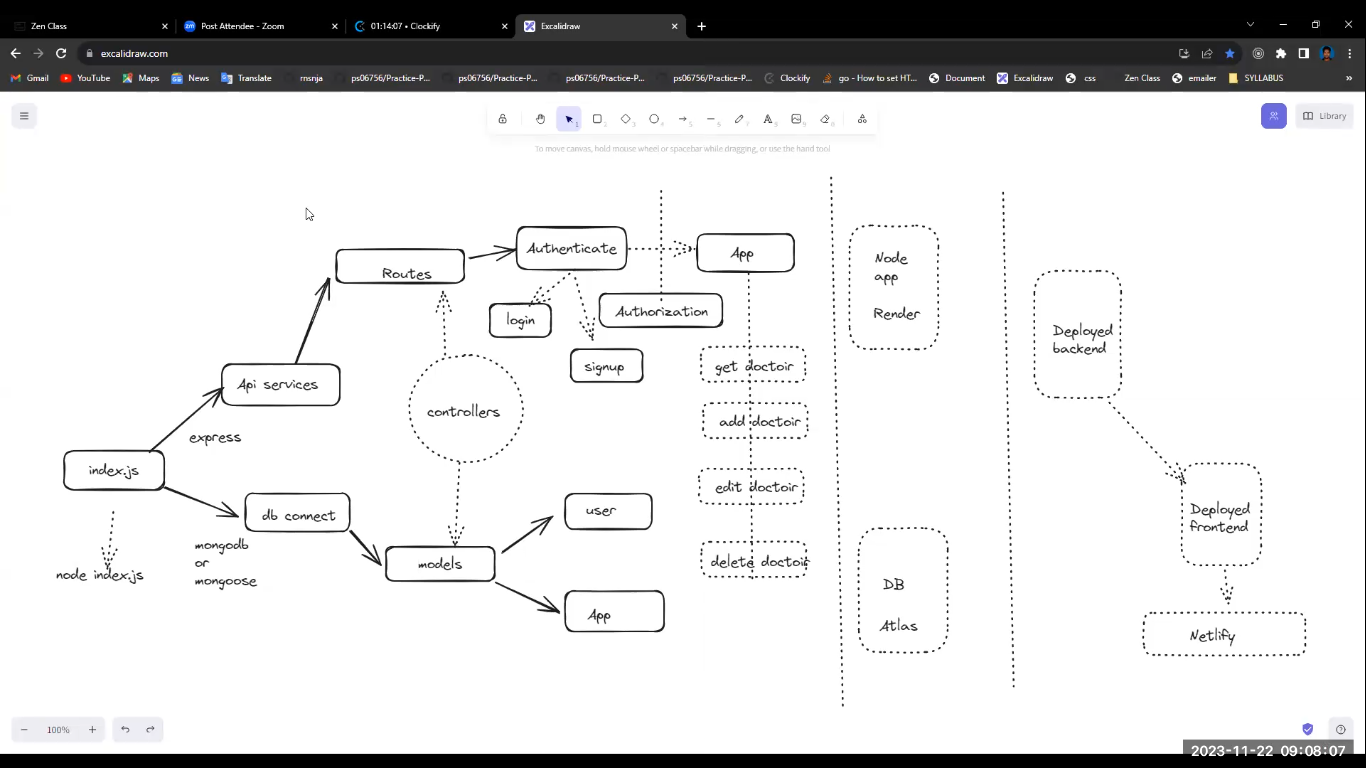 Zen Class
Post Attendee - Zoom
01:14:07 • Clockify
Excalidraw
excalidraw.com
Gmail
YouTube
Maps
News
Translate
rnsnja
ps06756/Practice-P...
ps06756/Practice-P...
ps06756/Practice-P...
ps06756/Practice-P...
Clockify
go - How to set HT...
Document
Excalidraw
css
Zen Class
emailer
SYLLABUS
»
Library
To move canvas, hold mouse wheel or spacebar while dragging, or use the hand tool
Routes
Authenticate
App
login
Authorization
signup
Api services
express
index.js
node index.js
db connect
mongodb
or
mongoose
controllers
models
user
App
get doctoir
add doctoir
edit doctoir
delete doctoir
Node
app
Render
DB
Atlas
Deployed
backend
Deployed
frontend
Netlify
100%
2023-11-22 09:08:07